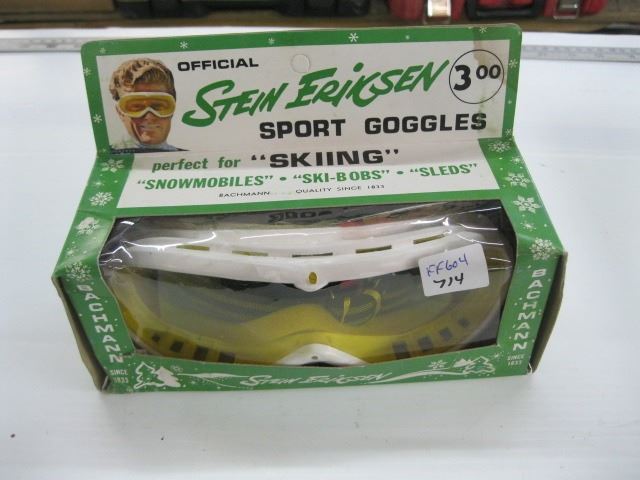 OFFICIAL
STEIN ERIKSEN
3 00
SPORT GOGGLES
perfect for "SKIING"
"SNOWMOBILES" • "SKI-BOBS" • "SLEDS"
BACHMANN QUALITY SINCE 1833
FF604
714
BACHMANN
SINCE
1833
STEIN ERIKSEN
BACHMANN
SINCE
1833